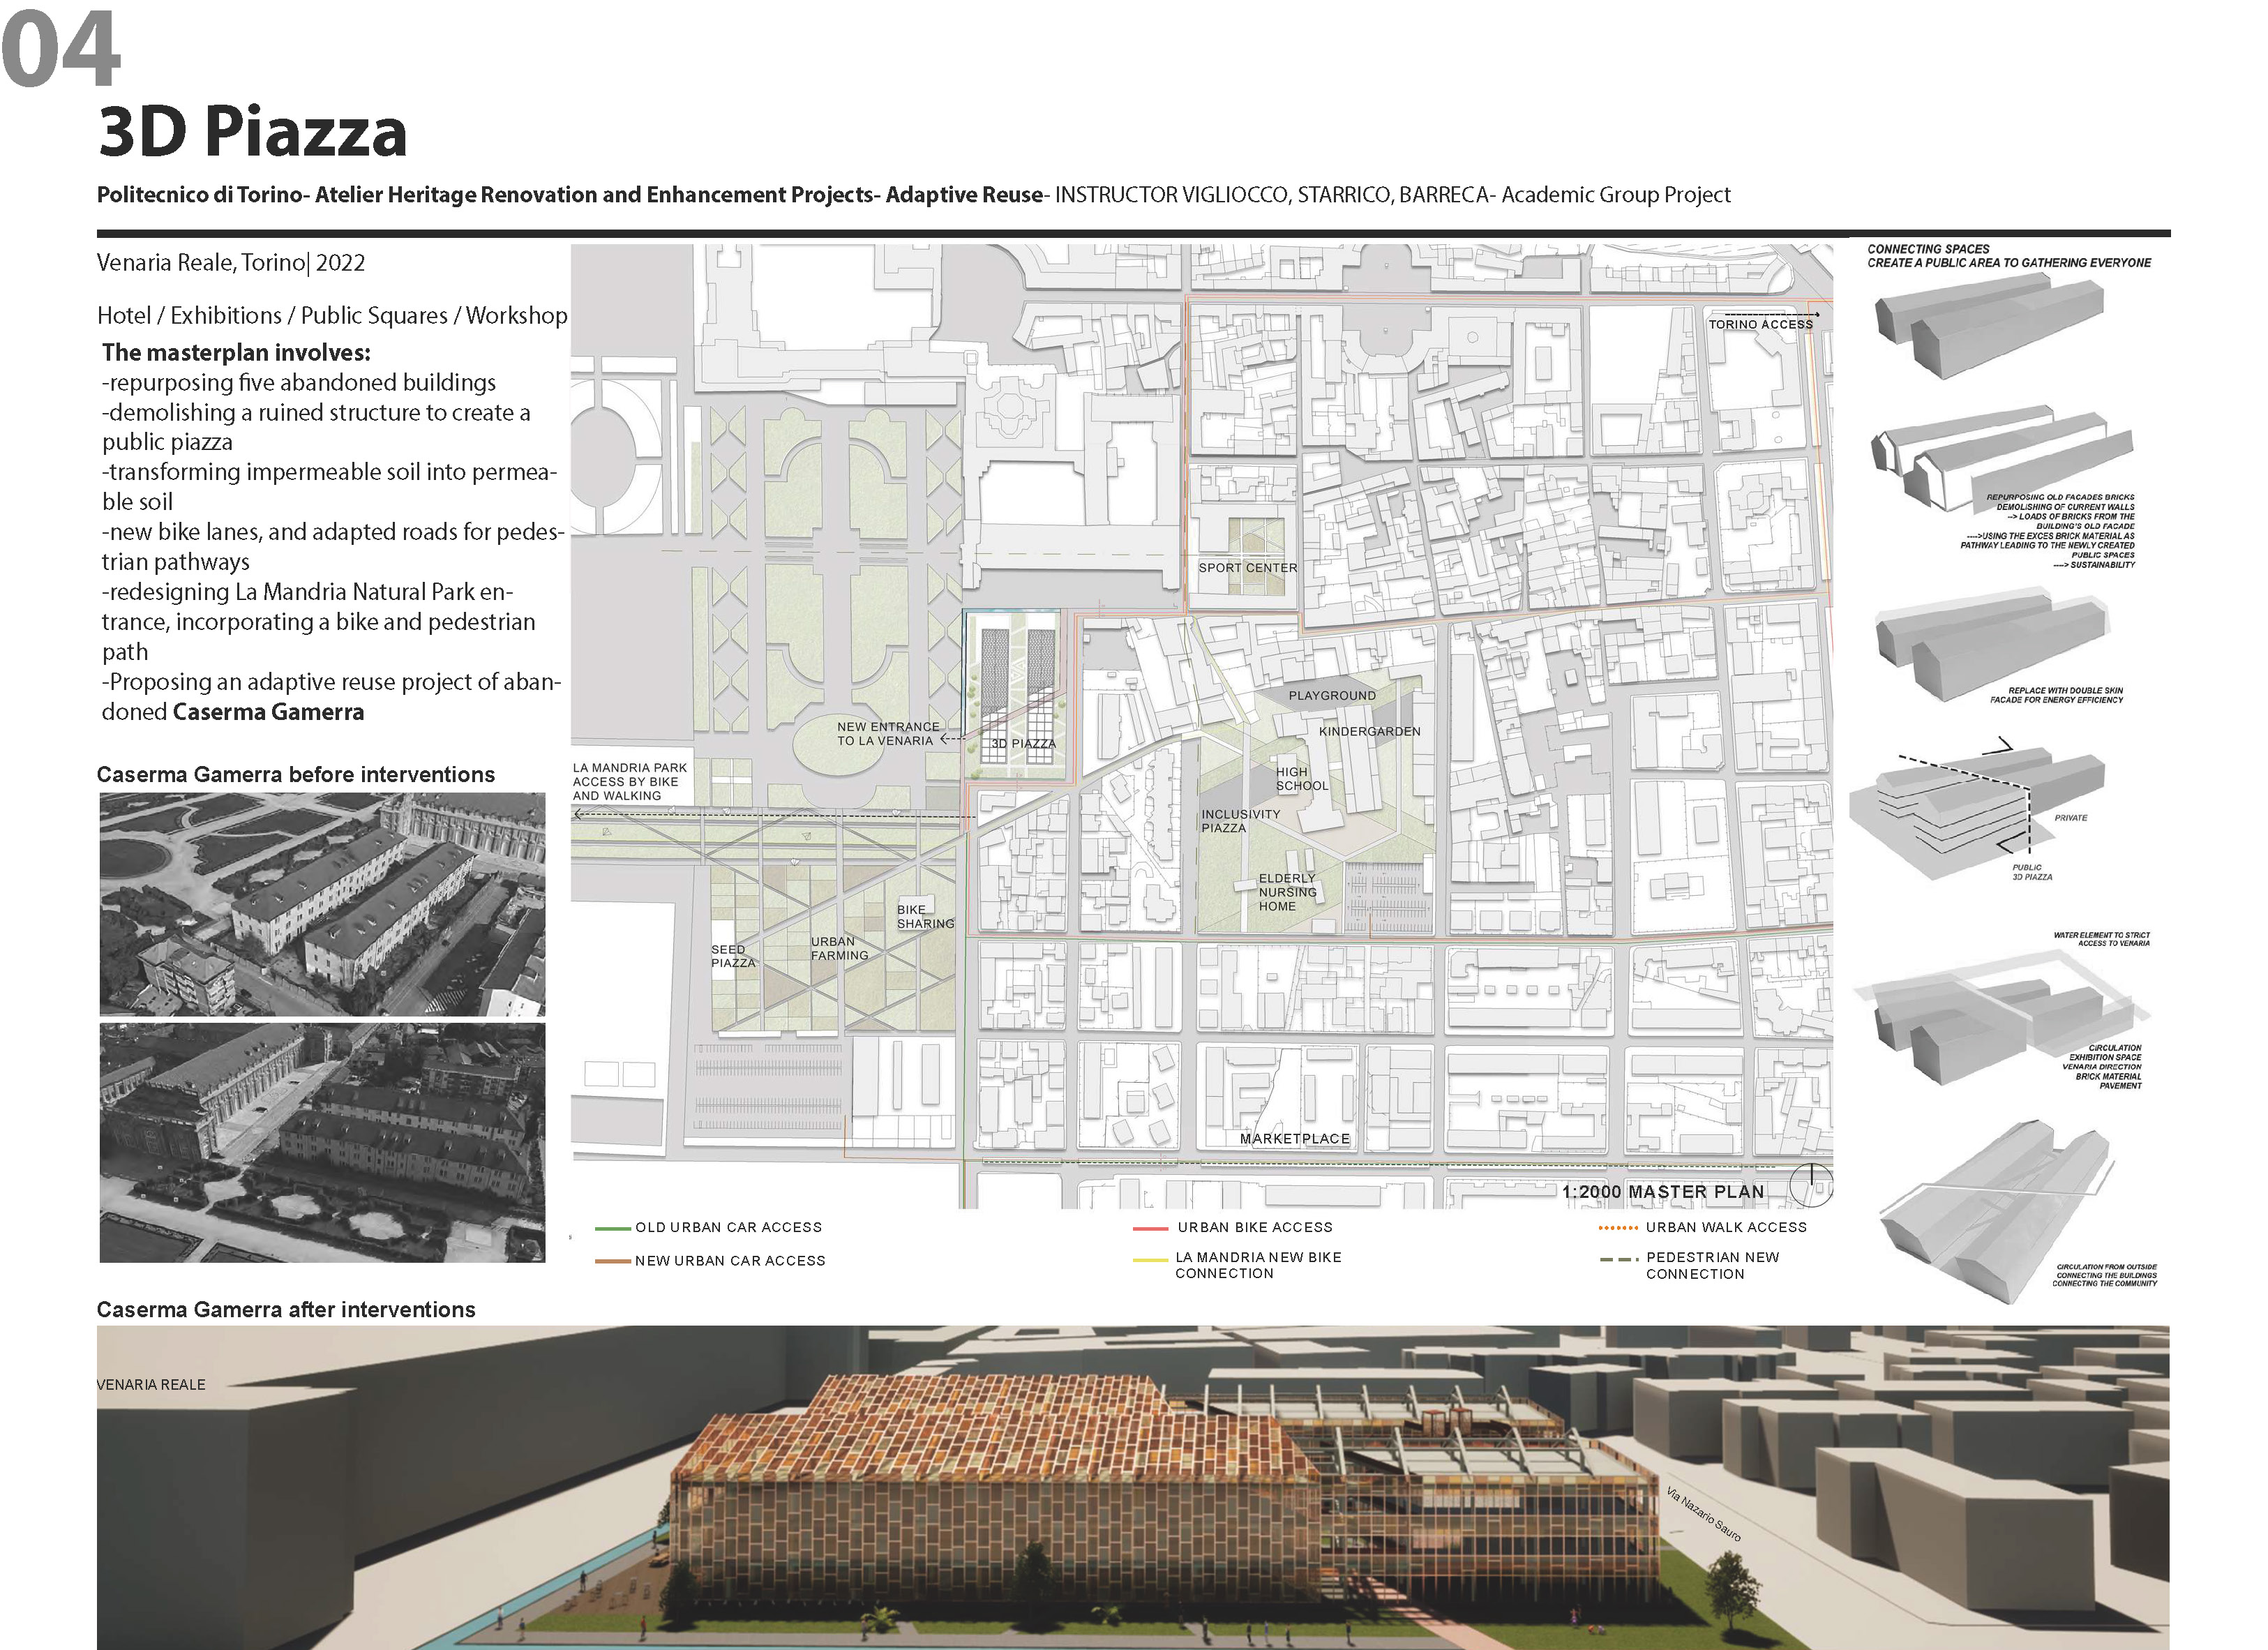 04
3D Piazza
Politecnico di Torino- Atelier Heritage Renovation and Enhancement Projects- Adaptive Reuse- INSTRUCTOR VIGLIOCCO, STARRICO, BARRECA- Academic Group Project
Venaria Reale, Torino| 2022
Hotel / Exhibitions / Public Squares / Workshop
The masterplan involves:
-repurposing five abandoned buildings
-demolishing a ruined structure to create a
public piazza
-transforming impermeable soil into permea-
ble soil
-new bike lanes, and adapted roads for pedes-
trian pathways
-redesigning La Mandria Natural Park en-
trance, incorporating a bike and pedestrian
path
-Proposing an adaptive reuse project of aban-
doned Caserma Gamerra
Caserma Gamerra before interventions
TORINO ACCESS
SPORT CENTER
PLAYGROUND
KINDERGARDEN
NEW ENTRANCE
TO LA VENARIA
3D PIAZZA
LA MANDRIA PARK
ACCESS BY BIKE
AND WALKING
HIGH
SCHOOL
INCLUSIVITY
PIAZZA
ELDERLY
NURSING
HOME
BIKE
SHARING
SEED
PIAZZA
URBAN
FARMING
MARKETPLACE
1:2000 MASTER PLAN
OLD URBAN CAR ACCESS
NEW URBAN CAR ACCESS
URBAN BIKE ACCESS
LA MANDRIA NEW BIKE
CONNECTION
URBAN WALK ACCESS
PEDESTRIAN NEW
CONNECTION
CONNECTING SPACES
CREATE A PUBLIC AREA TO GATHERING EVERYONE
REPURPOSING OLD FACADES BRICKS
DEMOLISHING OF CURRENT WALLS
--> LOADS OF BRICKS FROM THE
BUILDING'S OLD FACADE
---->USING THE EXCES BRICK MATERIAL AS
PATHWAY LEADING TO THE NEWLY CREATED
PUBLIC SPACES
----> SUSTAINABILITY
REPLACE WITH DOUBLE SKIN
FACADE FOR ENERGY EFFICIENCY
PRIVATE
PUBLIC
3D PIAZZA
WATER ELEMENT TO STRICT
ACCESS TO VENARIA
CIRCULATION
EXHIBITION SPACE
VENARIA DIRECTION
BRICK MATERIAL
PAVEMENT
CIRCULATION FROM OUTSIDE
CONNECTING THE BUILDINGS
CONNECTING THE COMMUNITY
Caserma Gamerra after interventions
VENARIA REALE
Via Nazario Sauro